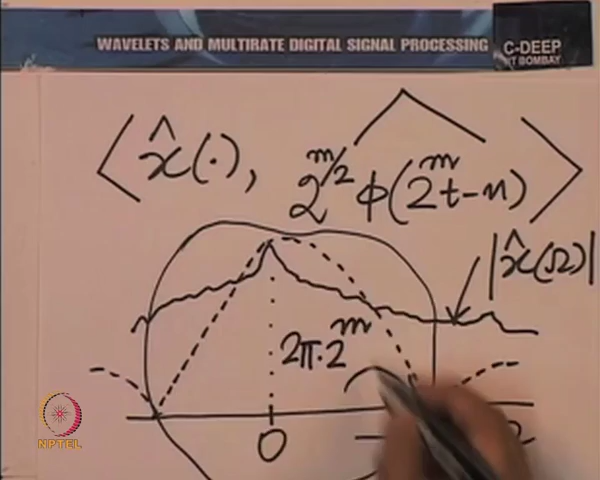 WAVELETS AND MULTIRATE DIGITAL SIGNAL PROCESSING
C-DEEP
IIT BOMBAY
⟨x̂(·), 2^{m/2} ϕ(2^m t-n)⟩
|x̂(Ω)|
2π·2^m
0
NPTEL